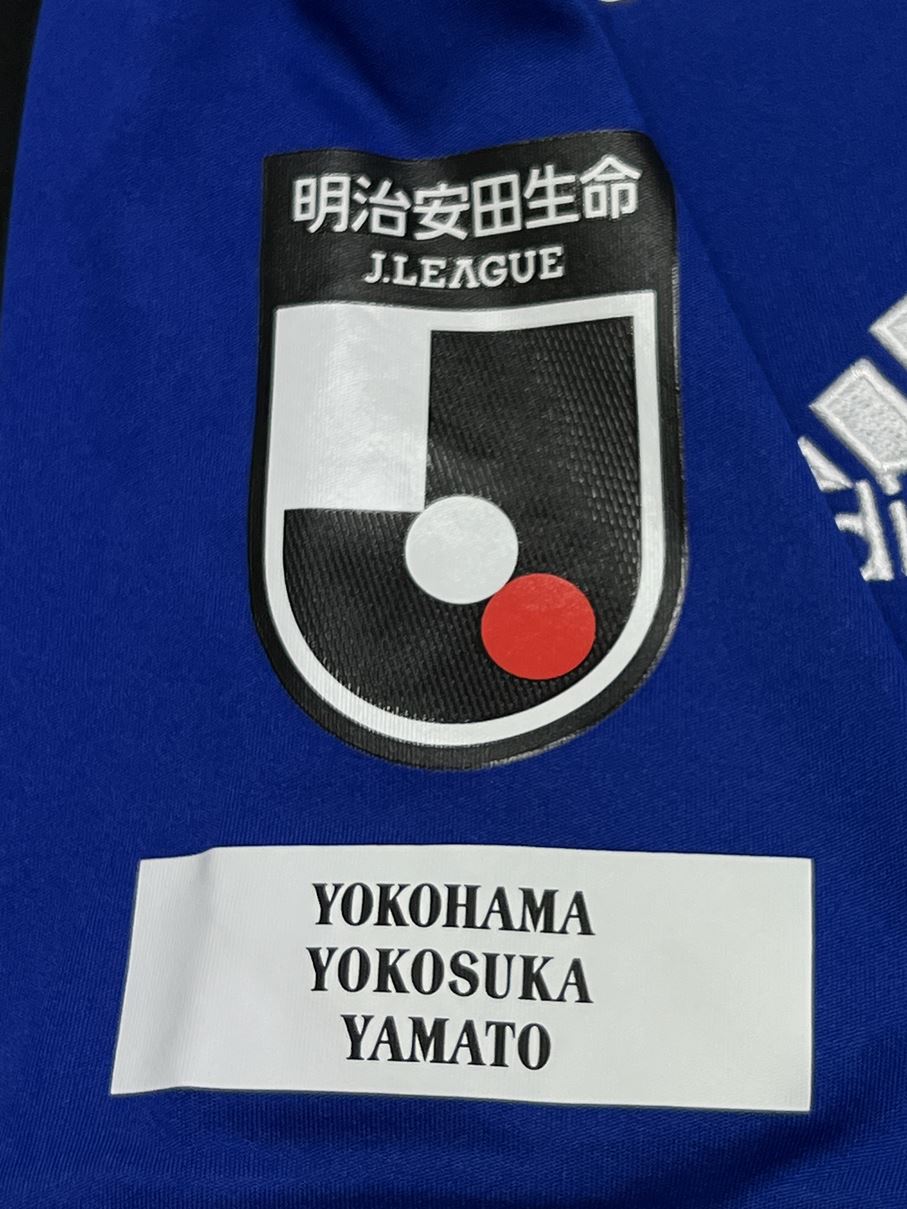 明治安田生命
J.LEAGUE
YOKOHAMA
YOKOSUKA
YAMATO